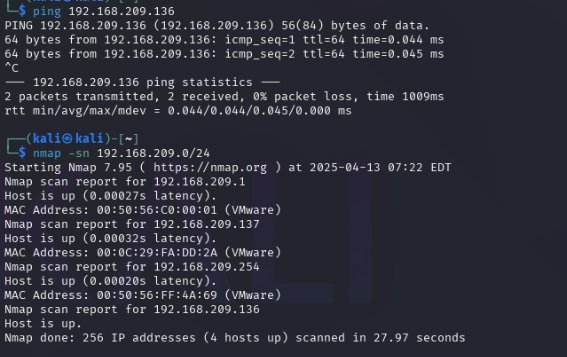 └─$ ping 192.168.209.136
PING 192.168.209.136 (192.168.209.136) 56(84) bytes of data.
64 bytes from 192.168.209.136: icmp_seq=1 ttl=64 time=0.044 ms
64 bytes from 192.168.209.136: icmp_seq=2 ttl=64 time=0.045 ms
^C
── 192.168.209.136 ping statistics ──
2 packets transmitted, 2 received, 0% packet loss, time 1009ms
rtt min/avg/max/mdev = 0.044/0.044/0.045/0.000 ms
┌──(kali㉿kali)-[~]
└─$ nmap -sn 192.168.209.0/24
Starting Nmap 7.95 ( https://nmap.org ) at 2025-04-13 07:22 EDT
Nmap scan report for 192.168.209.1
Host is up (0.00027s latency).
MAC Address: 00:50:56:C0:00:01 (VMware)
Nmap scan report for 192.168.209.137
Host is up (0.00032s latency).
MAC Address: 00:0C:29:FA:DD:2A (VMware)
Nmap scan report for 192.168.209.254
Host is up (0.00020s latency).
MAC Address: 00:50:56:FF:4A:69 (VMware)
Nmap scan report for 192.168.209.136
Host is up.
Nmap done: 256 IP addresses (4 hosts up) scanned in 27.97 seconds